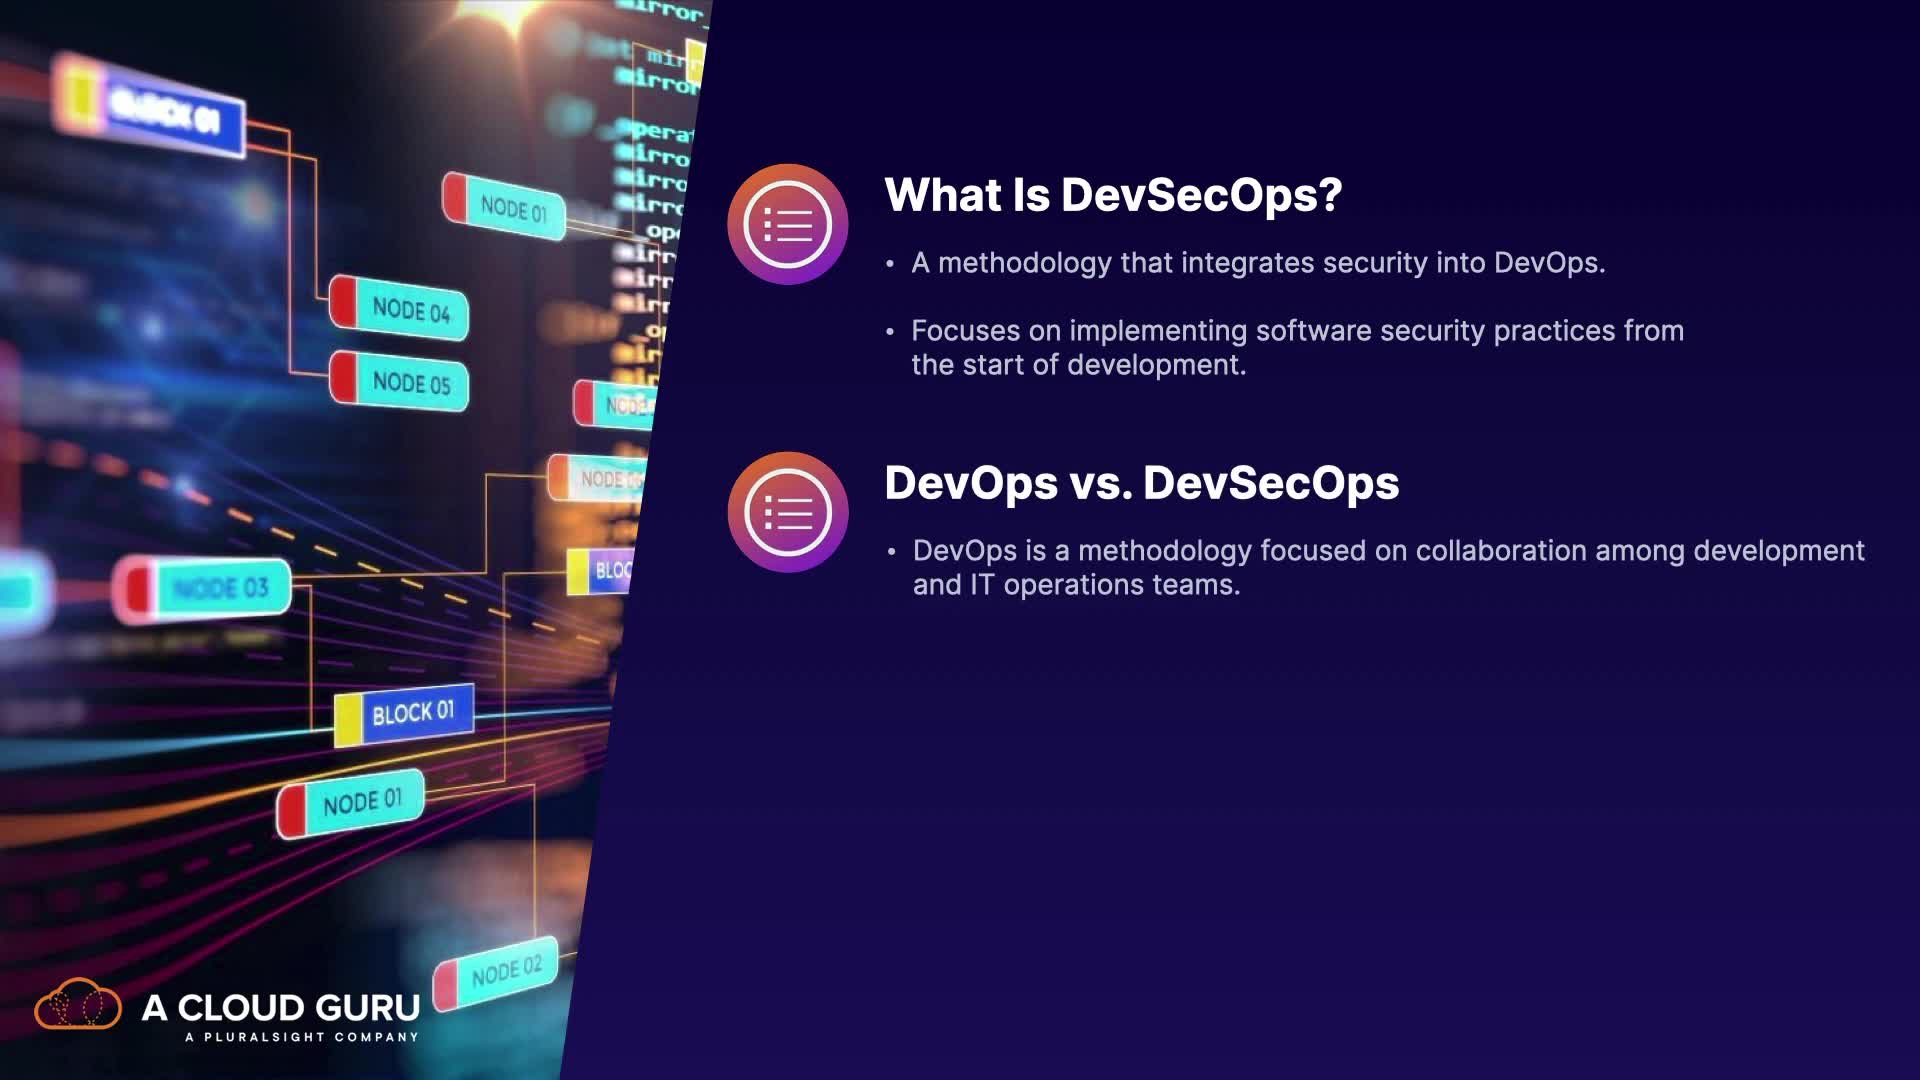 What Is DevSecOps?
• A methodology that integrates security into DevOps.
• Focuses on implementing software security practices from
the start of development.
DevOps vs. DevSecOps
• DevOps is a methodology focused on collaboration among development
and IT operations teams.
BLOCK 01
NODE 01
NODE 04
NODE 05
NODE 03
BLOCK 01
NODE 01
NODE 02
A CLOUD GURU
A PLURALSIGHT COMPANY